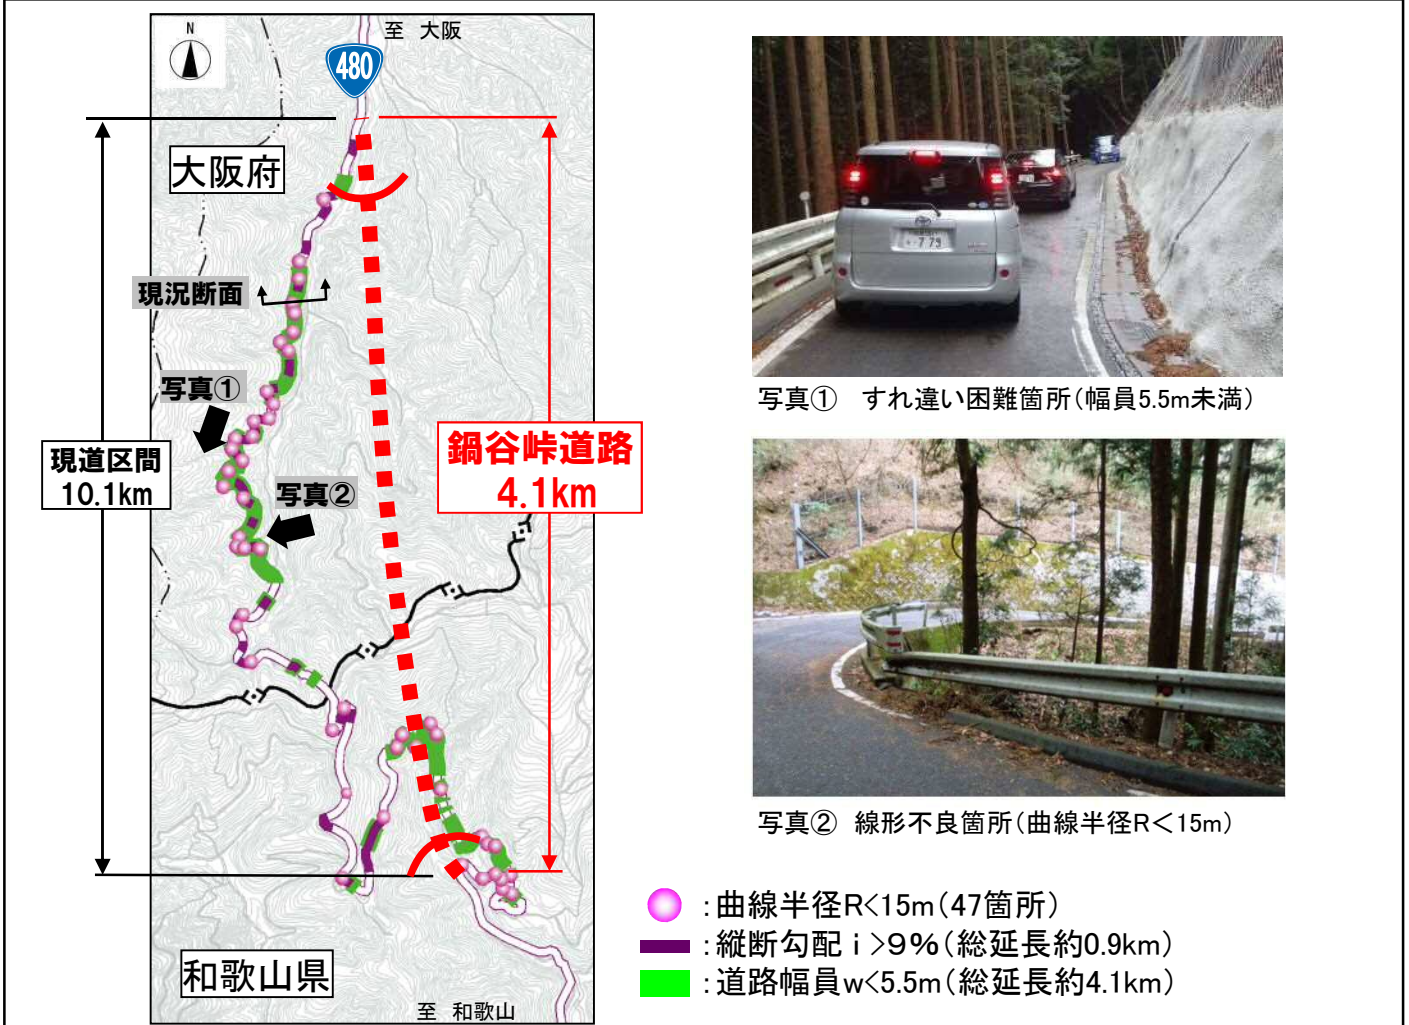 N
至 大阪
480
大阪府
現況断面
写真①
現道区間
10.1km
写真②
鍋谷峠道路
4.1km
和歌山県
至 和歌山
・779
写真① すれ違い困難箇所(幅員5.5m未満)
写真② 線形不良箇所(曲線半径R<15m)
:曲線半径R<15m(47箇所)
:縦断勾配ｉ>9%(総延長約0.9km)
:道路幅員w<5.5m(総延長約4.1km)